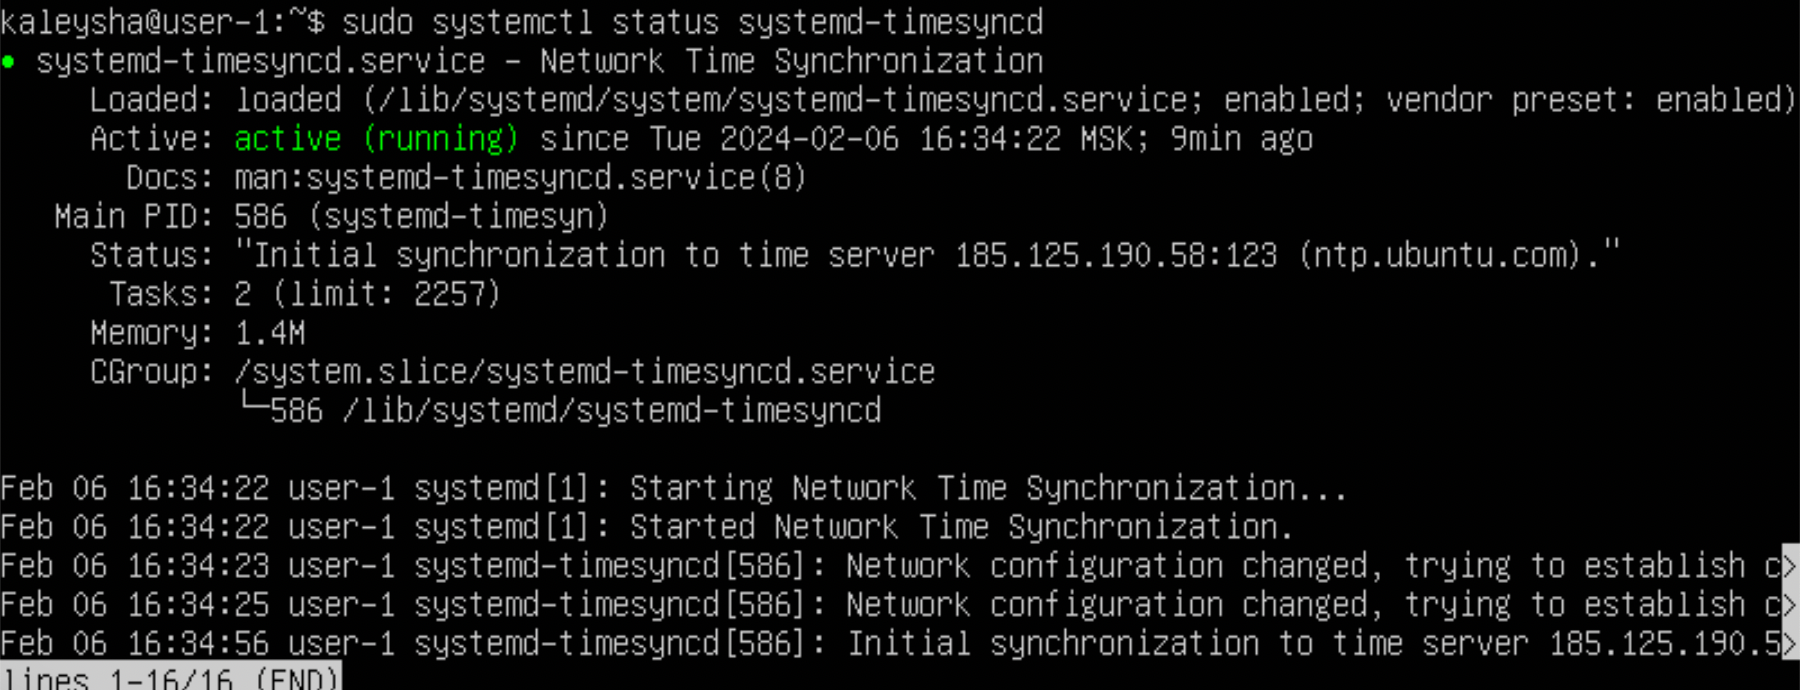 kaleysha@user-1:~$ sudo systemctl status systemd-timesyncd
● systemd-timesyncd.service - Network Time Synchronization
     Loaded: loaded (/lib/systemd/system/systemd-timesyncd.service; enabled; vendor preset: enabled)
     Active: active (running) since Tue 2024-02-06 16:34:22 MSK; 9min ago
       Docs: man:systemd-timesyncd.service(8)
   Main PID: 586 (systemd-timesyn)
     Status: "Initial synchronization to time server 185.125.190.58:123 (ntp.ubuntu.com)."
      Tasks: 2 (limit: 2257)
     Memory: 1.4M
     CGroup: /system.slice/systemd-timesyncd.service
             └─586 /lib/systemd/systemd-timesyncd

Feb 06 16:34:22 user-1 systemd[1]: Starting Network Time Synchronization...
Feb 06 16:34:22 user-1 systemd[1]: Started Network Time Synchronization.
Feb 06 16:34:23 user-1 systemd-timesyncd[586]: Network configuration changed, trying to establish c>
Feb 06 16:34:25 user-1 systemd-timesyncd[586]: Network configuration changed, trying to establish c>
Feb 06 16:34:56 user-1 systemd-timesyncd[586]: Initial synchronization to time server 185.125.190.5>
lines 1-16/16 (END)